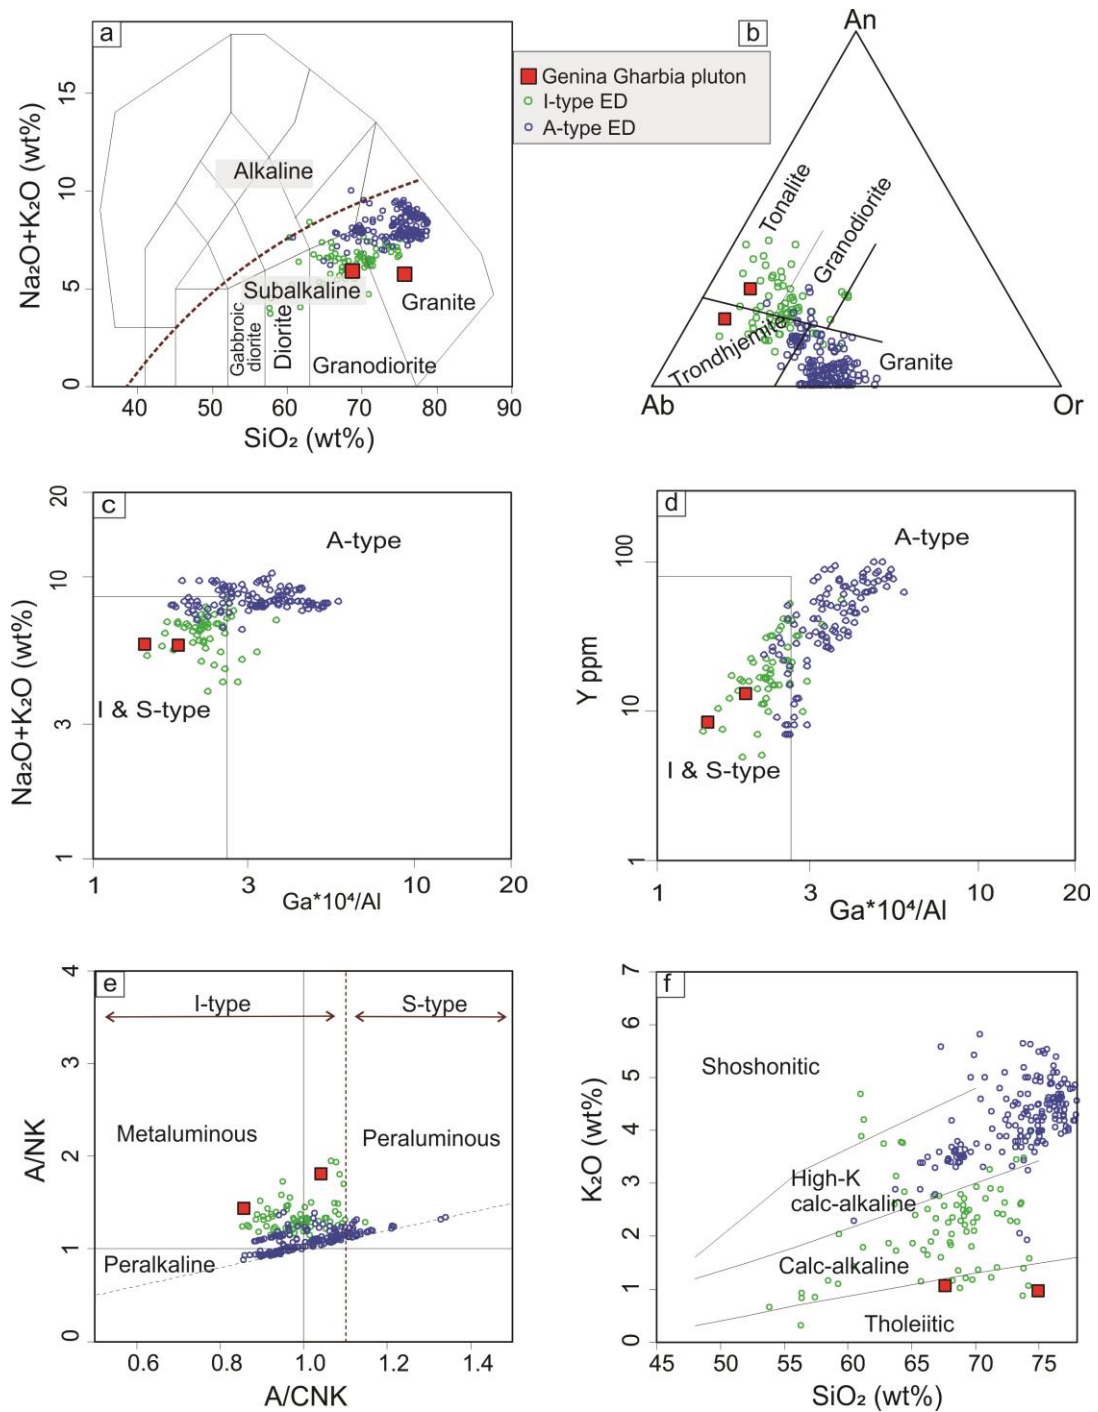 a
Na₂O+K₂O (wt%)
15
10
5
0
Alkaline
Subalkaline
Gabbroic
diorite
Diorite
Granodiorite
Granite
40
50
60
70
80
90
SiO₂ (wt%)
Genina Gharbia pluton
I-type ED
A-type ED
b
An
Tonalite
Granodiorite
Trondhjemite
Granite
Ab
Or
c
Na₂O+K₂O (wt%)
20
10
3
1
A-type
I & S-type
1
3
10
20
Ga*10⁴/Al
d
Y ppm
100
10
1
A-type
I & S-type
1
3
10
20
Ga*10⁴/Al
e
A/NK
4
3
2
1
0
I-type
S-type
Metaluminous
Peraluminous
Peralkaline
0.6
0.8
1.0
1.2
1.4
A/CNK
f
K₂O (wt%)
7
6
5
4
3
2
1
0
Shoshonitic
High-K
calc-alkaline
Calc-alkaline
Tholeiitic
45
50
55
60
65
70
75
SiO₂ (wt%)